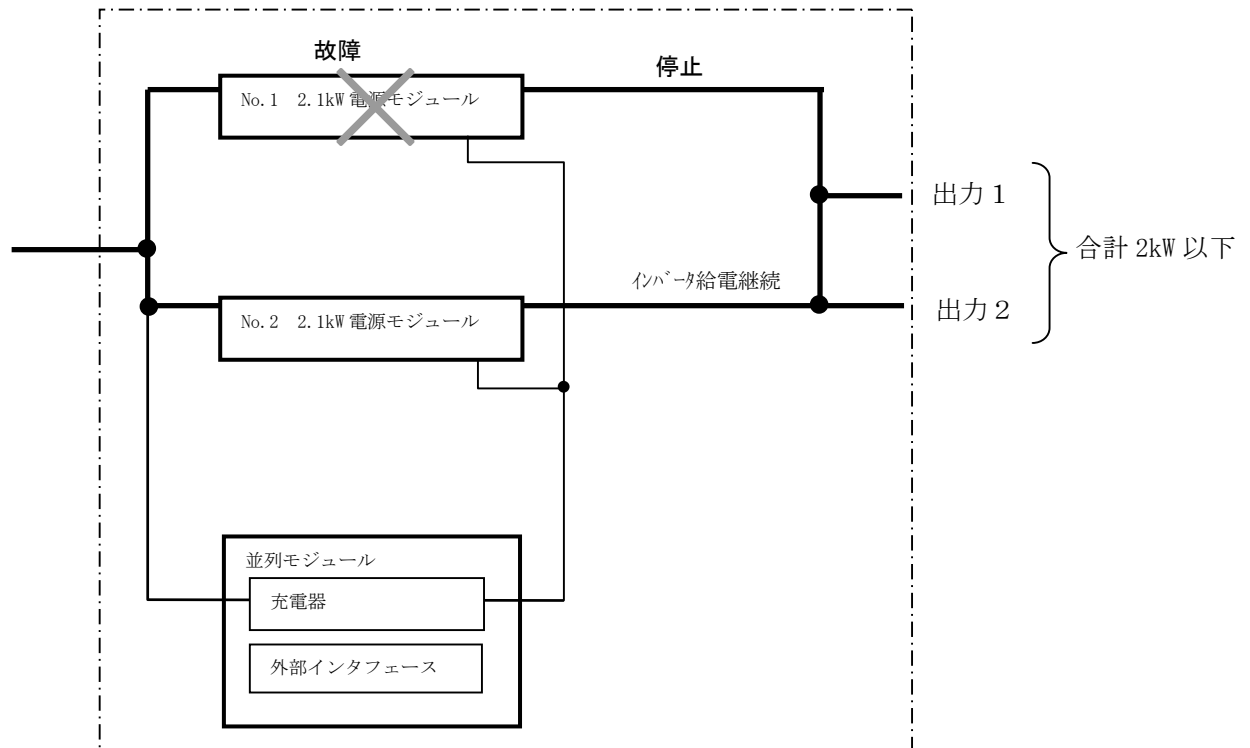 故障
停止
No.1 2.1kW 電源モジュール
出力1
合計 2kW 以下
インバータ給電継続
出力2
No.2 2.1kW 電源モジュール
並列モジュール
充電器
外部インタフェース